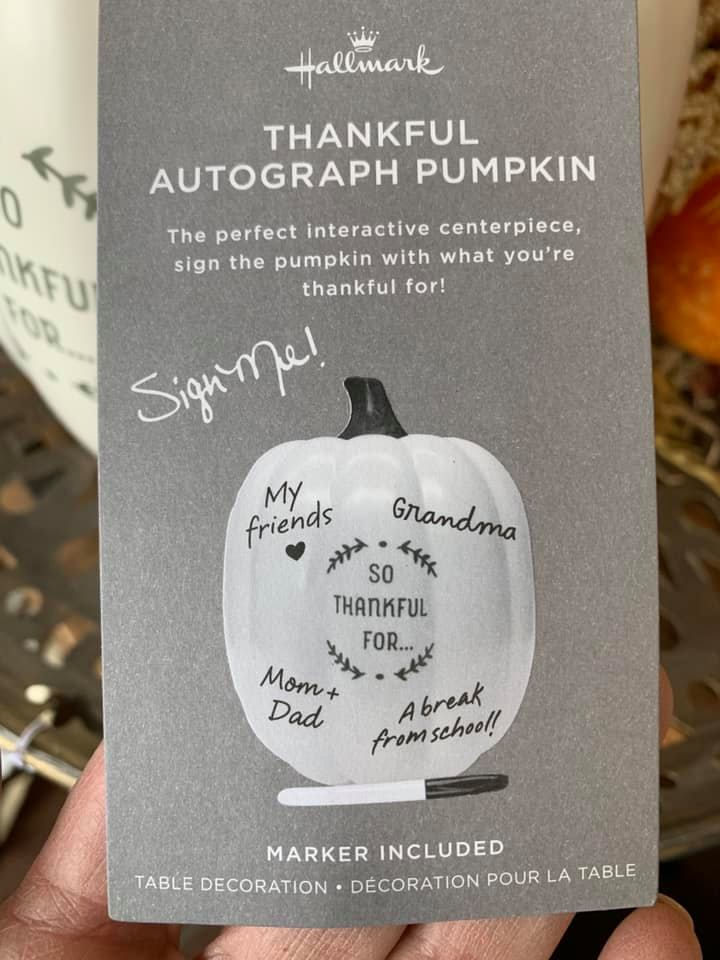 Hallmark
THANKFUL
AUTOGRAPH PUMPKIN
The perfect interactive centerpiece,
sign the pumpkin with what you're
thankful for!
Sign Me!
My
friends
Grandma
SO
THANKFUL
FOR...
Mom +
Dad
A break
from school!!
MARKER INCLUDED
TABLE DECORATION • DÉCORATION POUR LA TABLE
FOR...